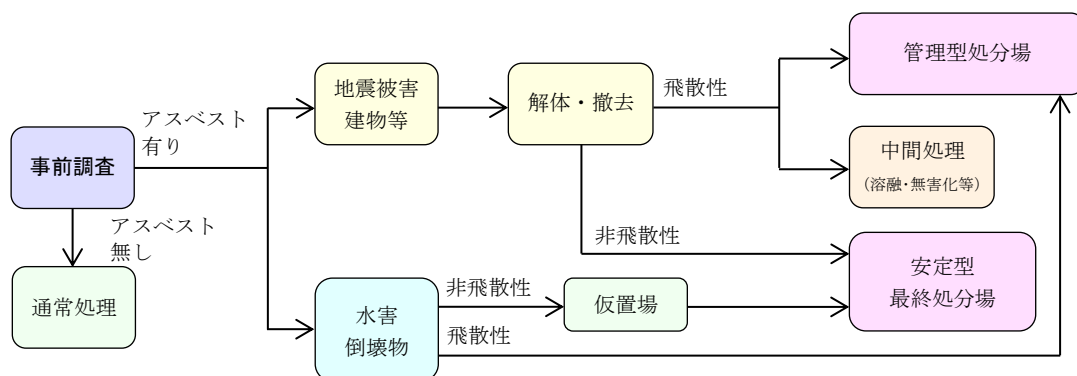 管理型処分場
地震被害
建物等
解体・撤去
飛散性
アスベスト
有り
事前調査
中間処理
（溶融・無害化等）
アスベスト
無し
非飛散性
安定型
最終処分場
通常処理
水害
倒壊物
非飛散性
仮置場
飛散性